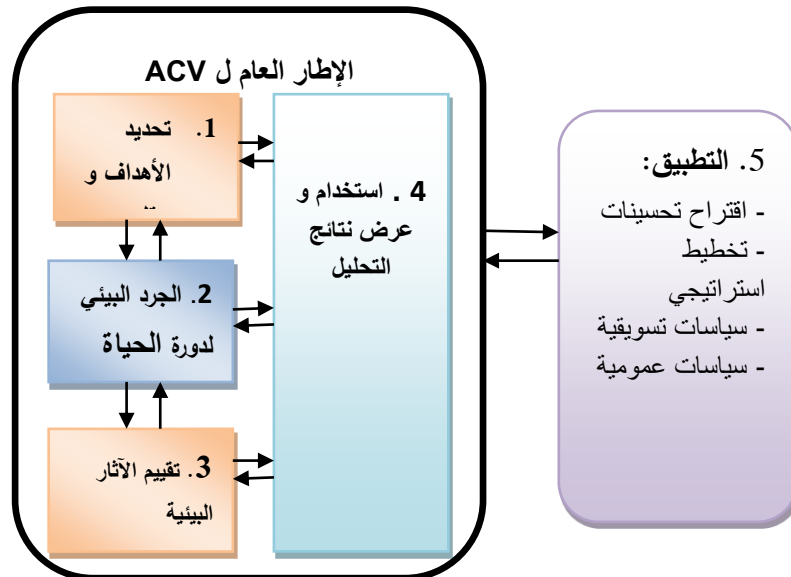 الإطار العام ل ACV
1. تحديد
الأهداف و
2. الجرد البيئي
لدورة الحياة
3. تقييم الآثار
البيئية
4 . استخدام و
عرض نتائج
التحليل
5. التطبيق:
- اقتراح تحسينات
- تخطيط
استراتيجي
- سياسات تسويقية
- سياسات عمومية